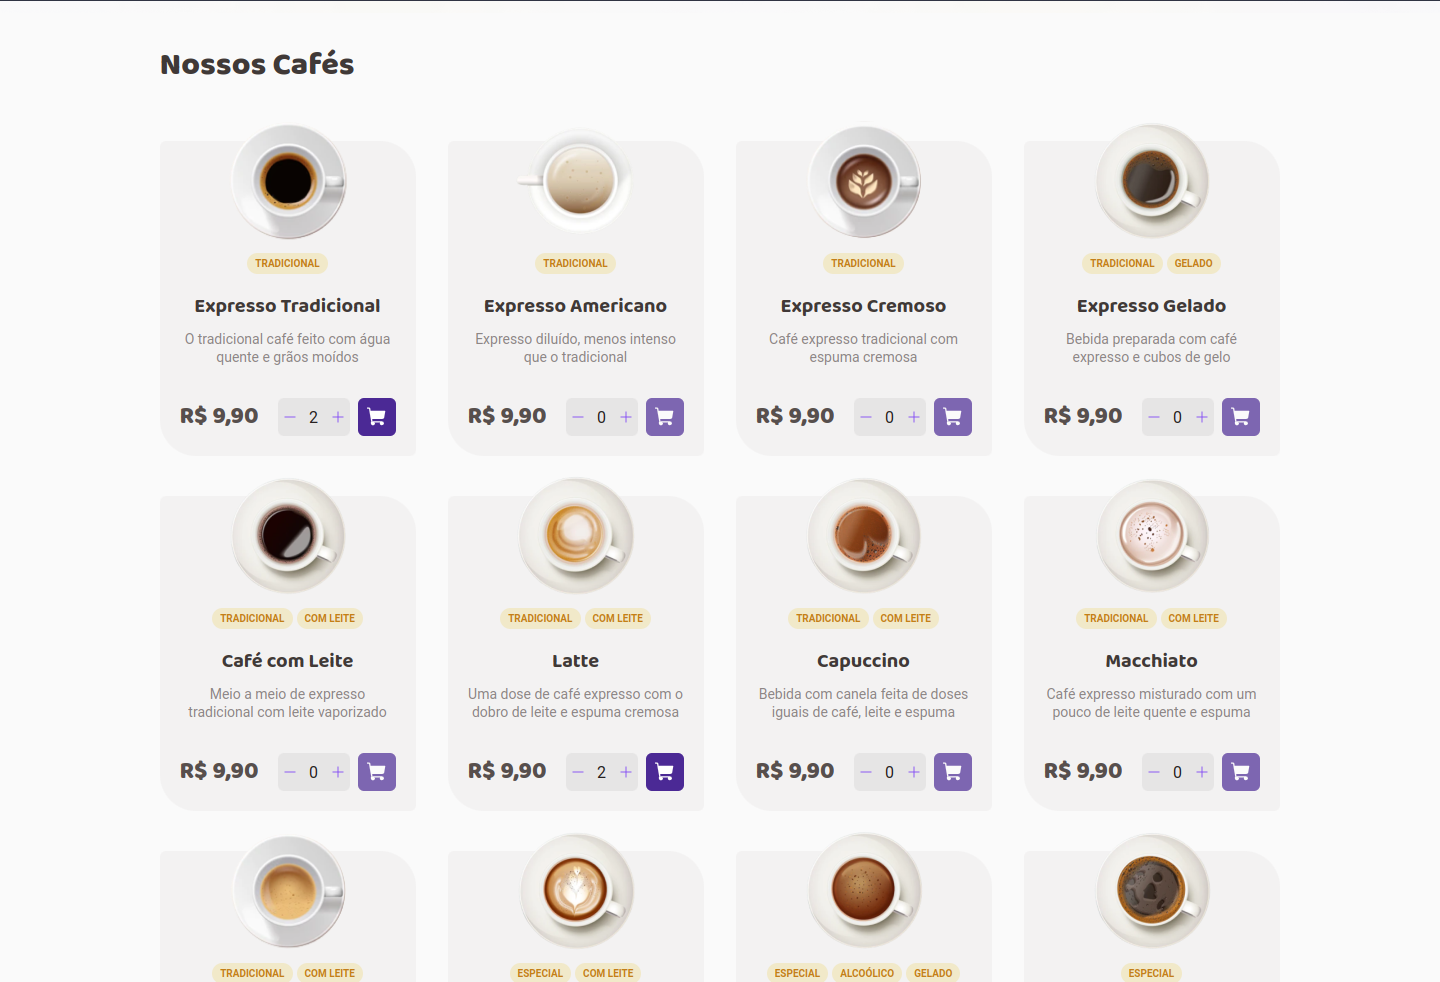 Nossos Cafés
TRADICIONAL
Expresso Tradicional
O tradicional café feito com água
quente e grãos moídos
R$ 9,90
2
TRADICIONAL
Expresso Americano
Expresso diluído, menos intenso
que o tradicional
R$ 9,90
0
TRADICIONAL
Expresso Cremoso
Café expresso tradicional com
espuma cremosa
R$ 9,90
0
TRADICIONAL GELADO
Expresso Gelado
Bebida preparada com café
expresso e cubos de gelo
R$ 9,90
0
TRADICIONAL COM LEITE
Café com Leite
Meio a meio de expresso
tradicional com leite vaporizado
R$ 9,90
0
TRADICIONAL COM LEITE
Latte
Uma dose de café expresso com o
dobro de leite e espuma cremosa
R$ 9,90
2
TRADICIONAL COM LEITE
Capuccino
Bebida com canela feita de doses
iguais de café, leite e espuma
R$ 9,90
0
TRADICIONAL COM LEITE
Macchiato
Café expresso misturado com um
pouco de leite quente e espuma
R$ 9,90
0
TRADICIONAL COM LEITE
ESPECIAL COM LEITE
ESPECIAL ALCOÓLICO GELADO
ESPECIAL